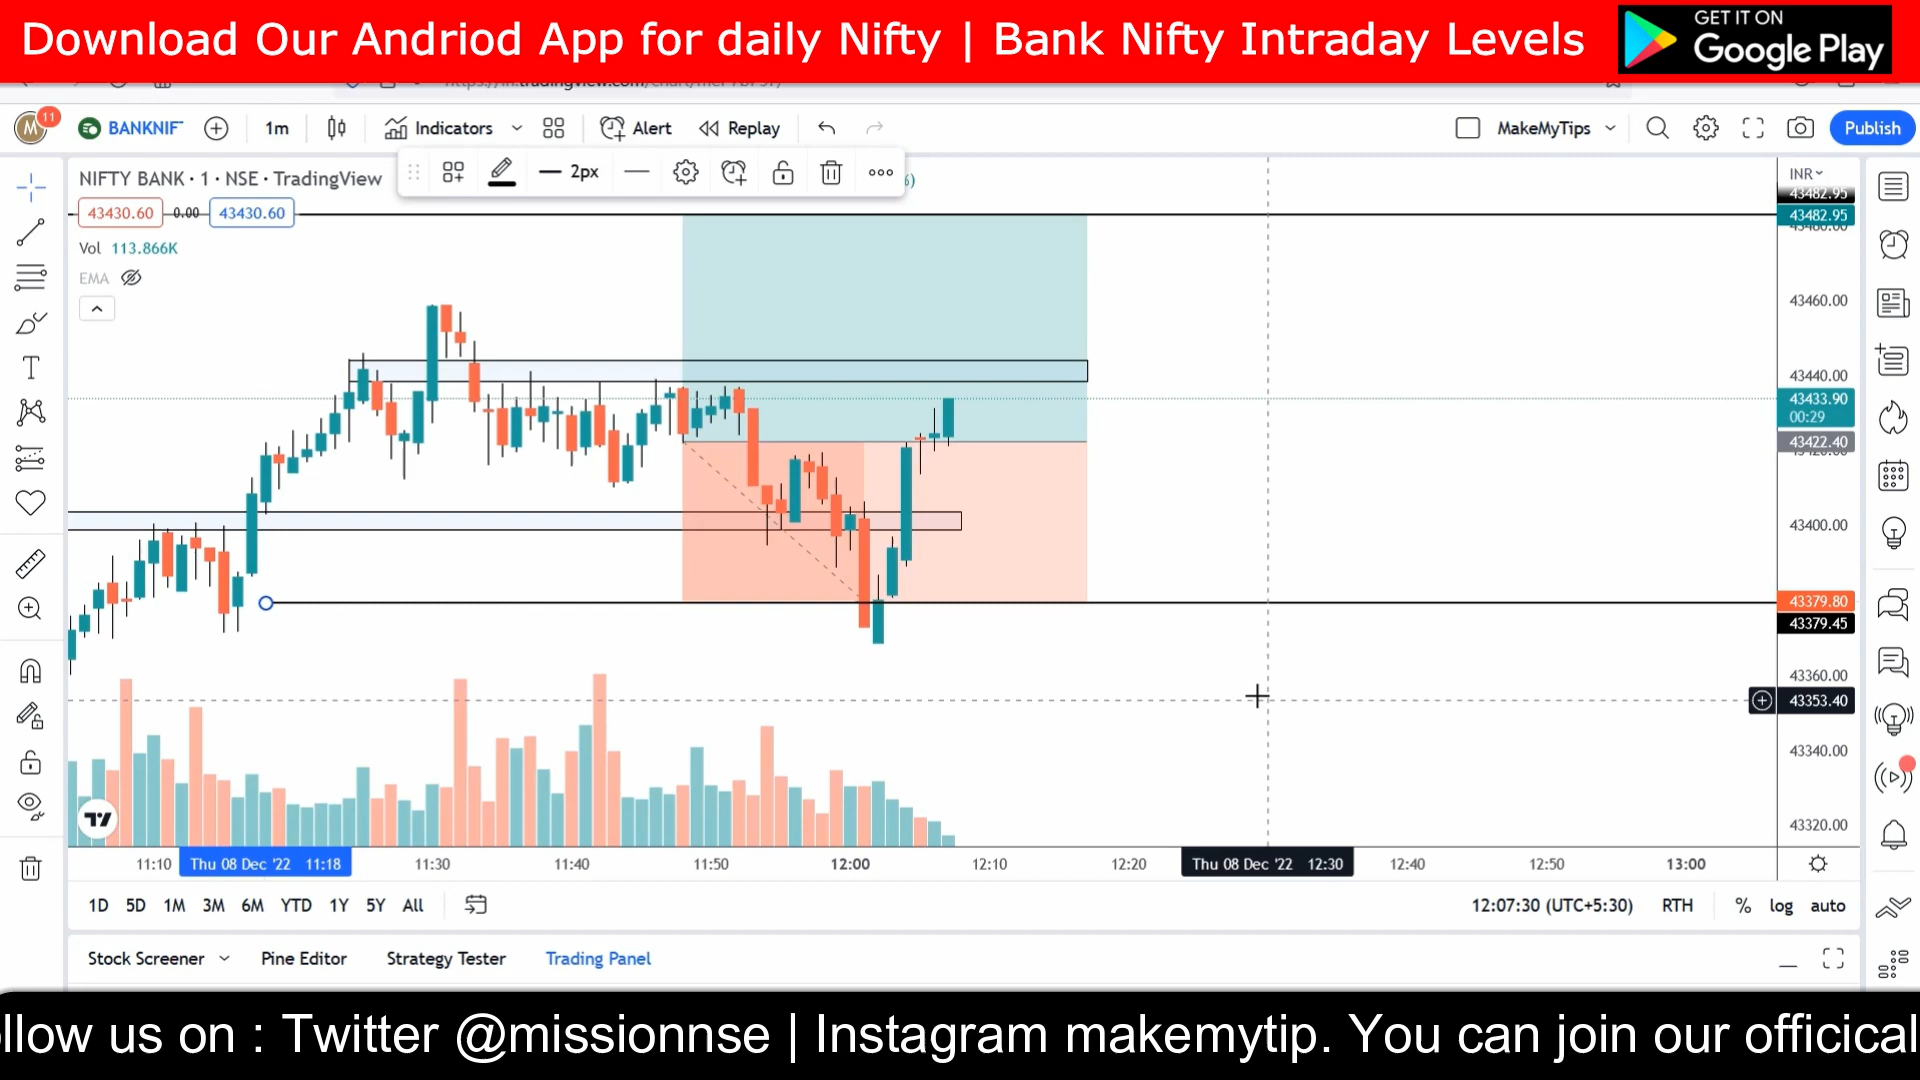 Download Our Andriod App for daily Nifty | Bank Nifty Intraday Levels
GET IT ON
Google Play
M
11
BANKNIF
1m
Indicators
Alert
Replay
MakeMyTips
Publish
NIFTY BANK · 1 · NSE · TradingView
2px
43430.60
0.00
43430.60
Vol 113.866K
EMA
INR
43482.95
43482.95
43480.00
43460.00
43440.00
43433.90
00:29
43422.40
43400.00
43379.80
43379.45
43360.00
43353.40
43340.00
43320.00
11:10
Thu 08 Dec '22 11:18
11:30
11:40
11:50
12:00
12:10
12:20
Thu 08 Dec '22 12:30
12:40
12:50
13:00
1D 5D 1M 3M 6M YTD 1Y 5Y All
12:07:30 (UTC+5:30)
RTH
%
log
auto
Stock Screener
Pine Editor
Strategy Tester
Trading Panel
ollow us on : Twitter @missionnse | Instagram makemytip. You can join our officical